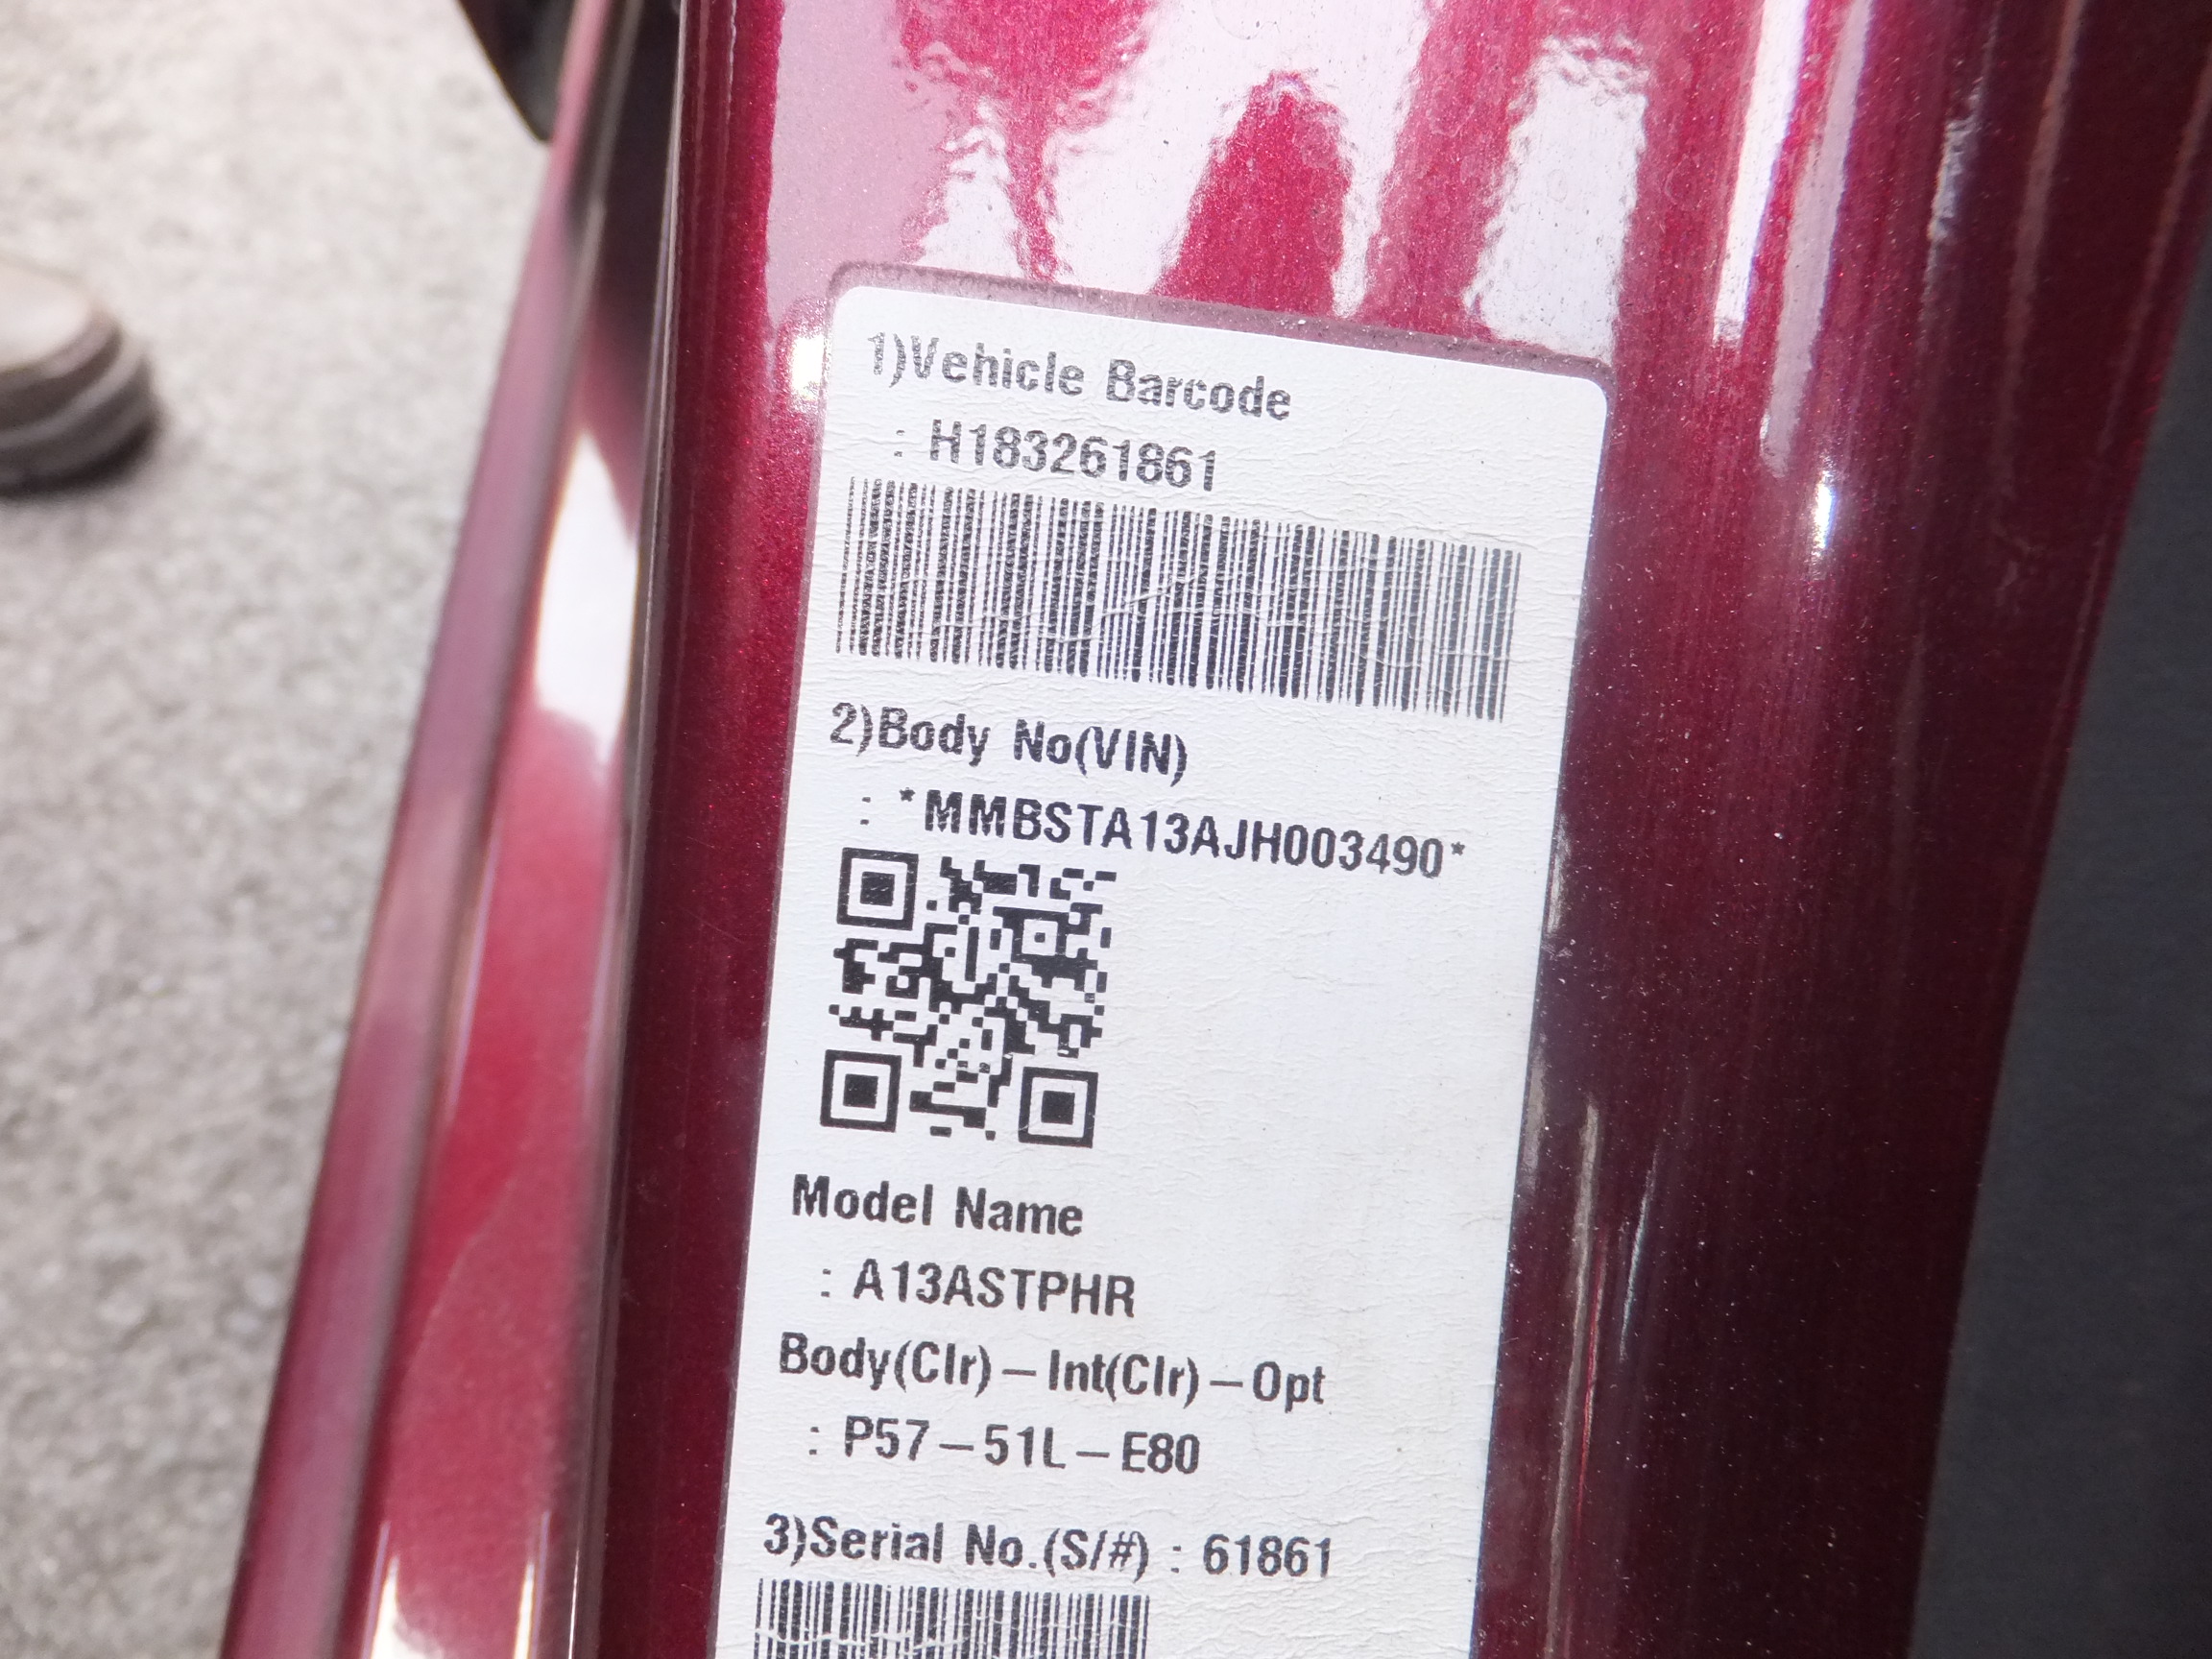 1)Vehicle Barcode
: H183261861
2)Body No(VIN)
: *MMBSTA13AJH003490*
Model Name
: A13ASTPHR
Body(Clr)–Int(Clr)–Opt
: P57–51L–E80
3)Serial No.(S/#) : 61861